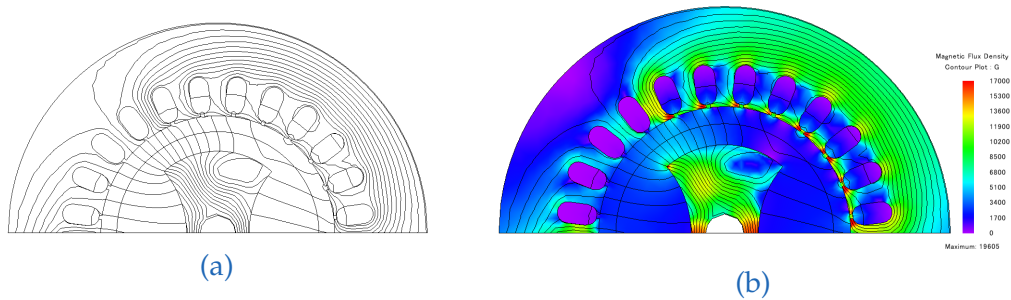 Magnetic Flux Density
Contour Plot : G
17000
15300
13600
11900
10200
8500
6800
5100
3400
1700
0
Maximum: 19605
(a)
(b)